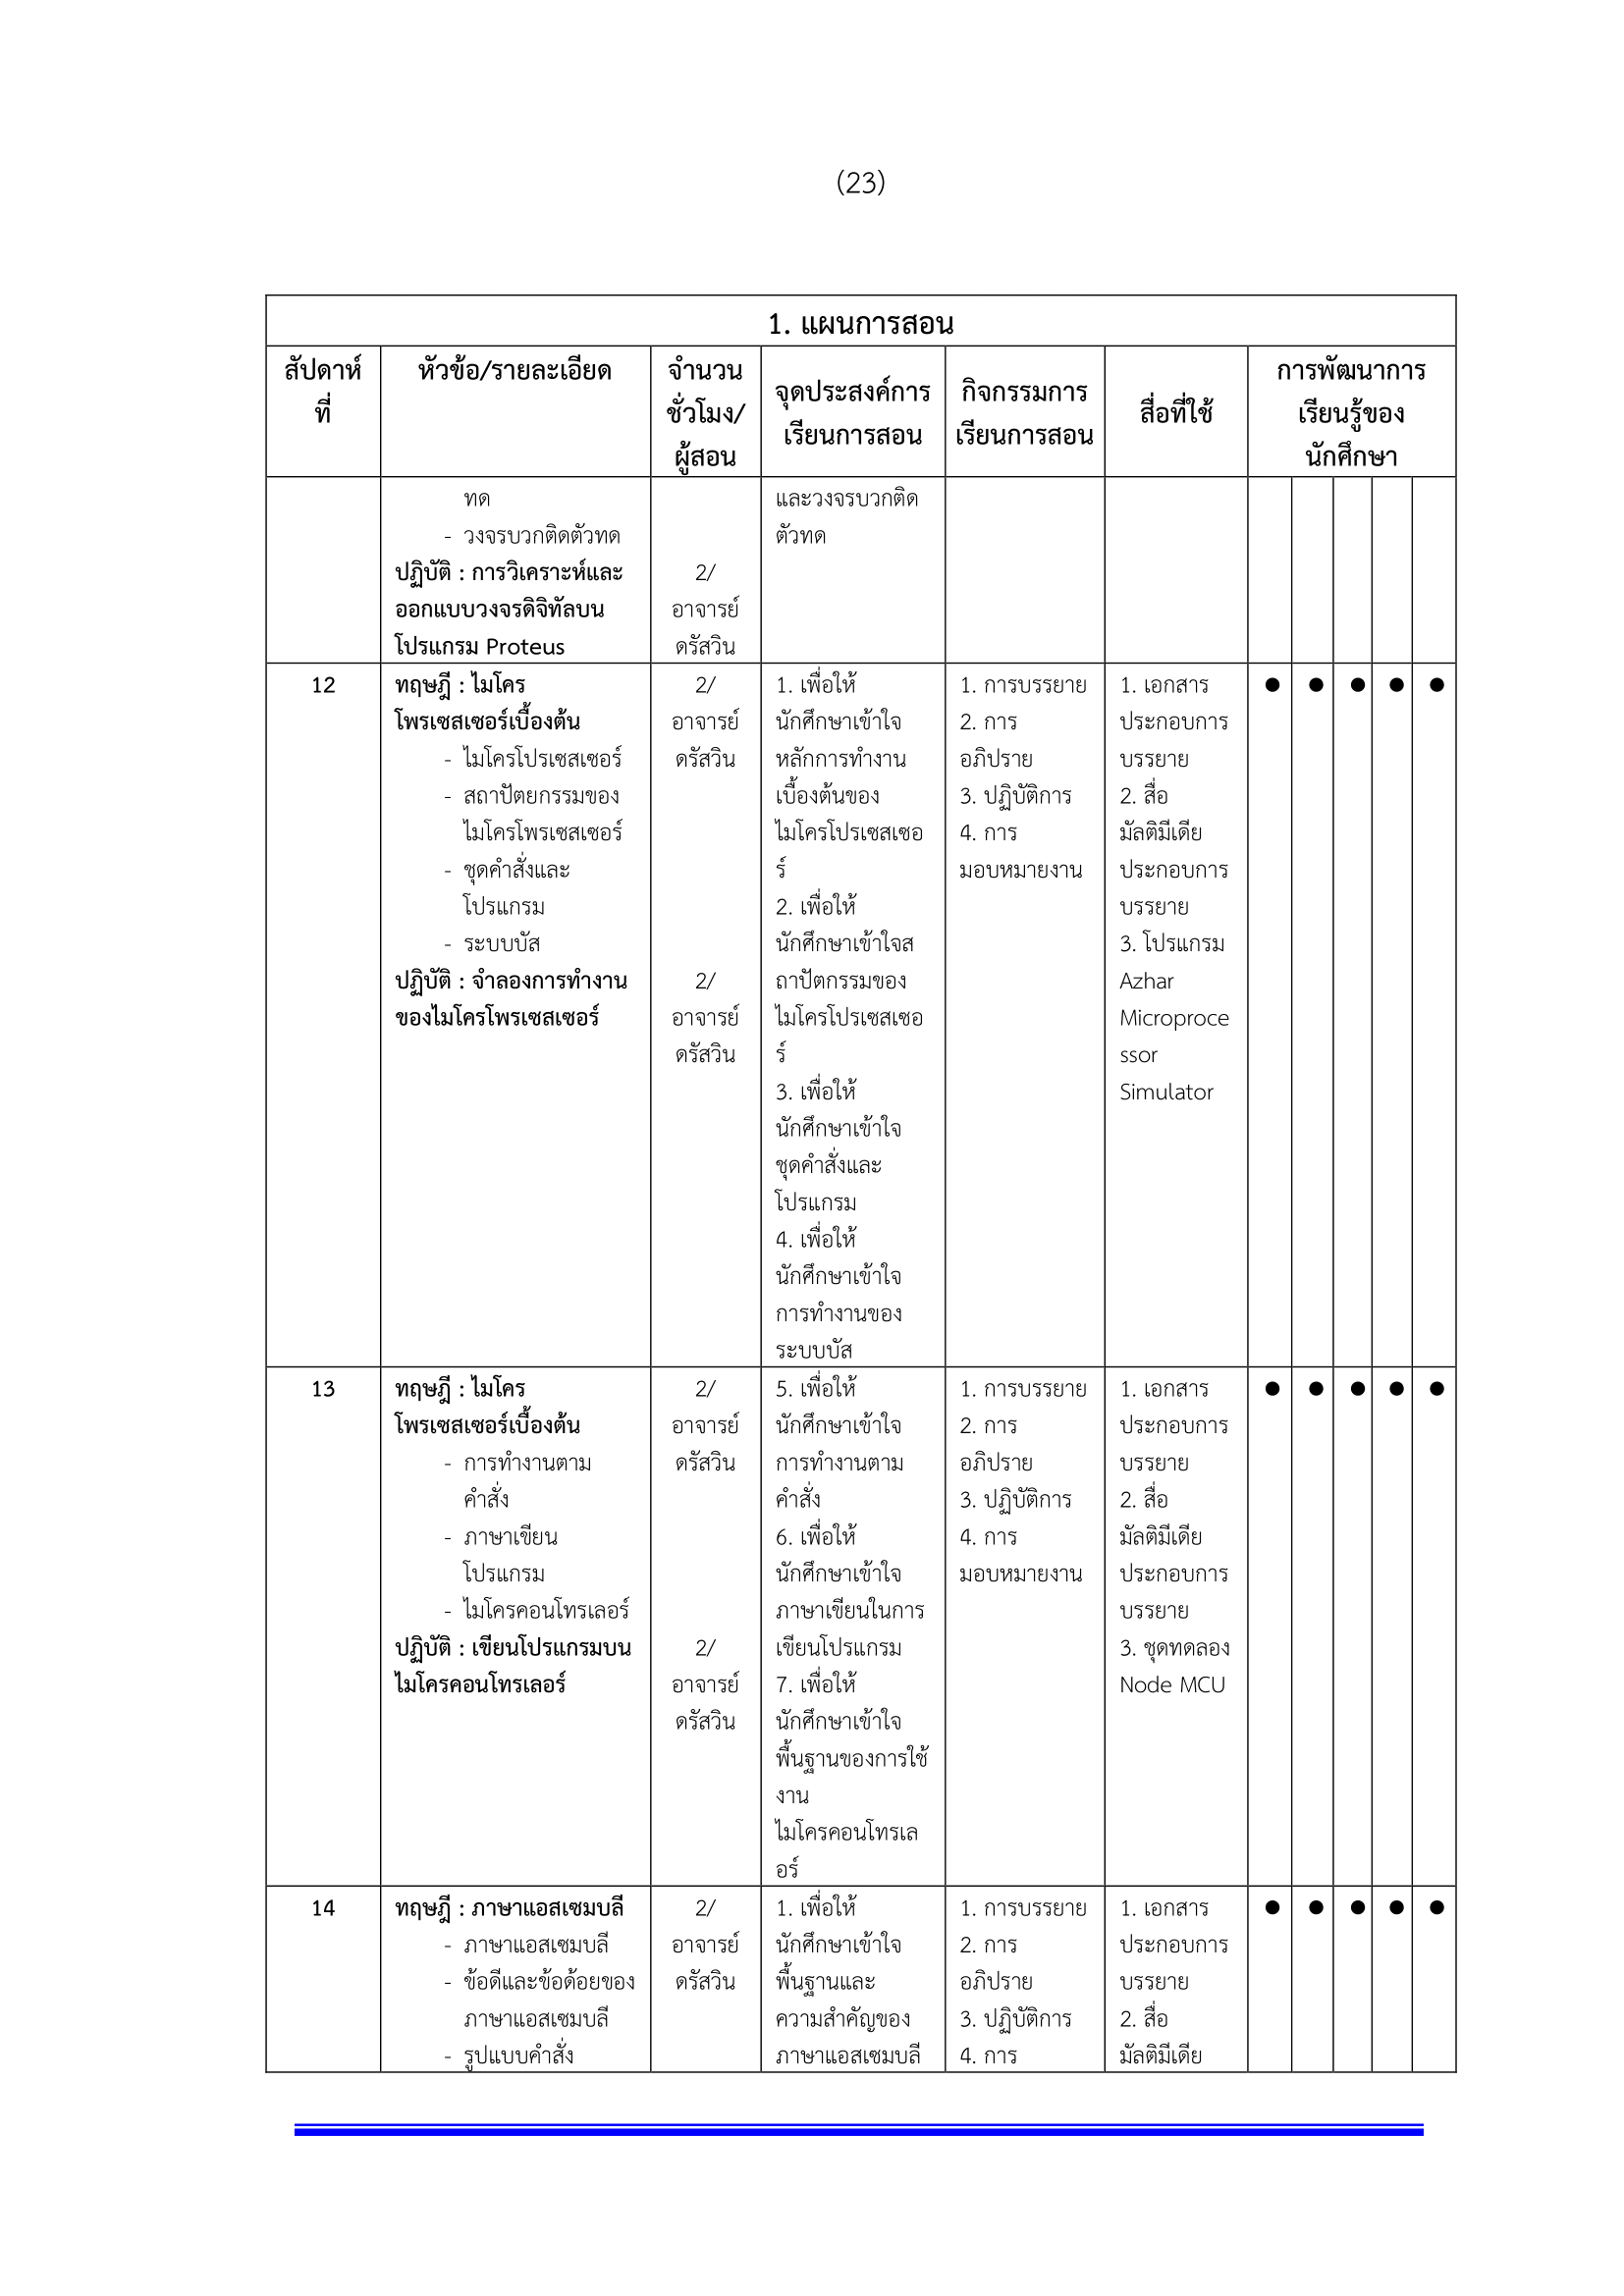 (23)
1. แผนการสอน
สัปดาห์
ที่
หัวข้อ/รายละเอียด
จำนวน
ชั่วโมง/
ผู้สอน
จุดประสงค์การ
เรียนการสอน
กิจกรรมการ
เรียนการสอน
สื่อที่ใช้
การพัฒนาการ
เรียนรู้ของ
นักศึกษา
ทด
- วงจรบวกติดตัวทด
ปฏิบัติ : การวิเคราะห์และ
ออกแบบวงจรดิจิทัลบน
โปรแกรม Proteus
2/
อาจารย์
ดรัสวิน
และวงจรบวกติด
ตัวทด
12
ทฤษฎี : ไมโคร
โพรเซสเซอร์เบื้องต้น
- ไมโครโปรเซสเซอร์
- สถาปัตยกรรมของ
ไมโครโพรเซสเซอร์
- ชุดคำสั่งและ
โปรแกรม
- ระบบบัส
ปฏิบัติ : จำลองการทำงาน
ของไมโครโพรเซสเซอร์
2/
อาจารย์
ดรัสวิน
2/
อาจารย์
ดรัสวิน
1. เพื่อให้
นักศึกษาเข้าใจ
หลักการทำงาน
เบื้องต้นของ
ไมโครโปรเซสเซอ
ร์
2. เพื่อให้
นักศึกษาเข้าใจส
ถาปัตกรรมของ
ไมโครโปรเซสเซอ
ร์
3. เพื่อให้
นักศึกษาเข้าใจ
ชุดคำสั่งและ
โปรแกรม
4. เพื่อให้
นักศึกษาเข้าใจ
การทำงานของ
ระบบบัส
1. การบรรยาย
2. การ
อภิปราย
3. ปฏิบัติการ
4. การ
มอบหมายงาน
1. เอกสาร
ประกอบการ
บรรยาย
2. สื่อ
มัลติมีเดีย
ประกอบการ
บรรยาย
3. โปรแกรม
Azhar
Microproce
ssor
Simulator
● ● ● ● ●
13
ทฤษฎี : ไมโคร
โพรเซสเซอร์เบื้องต้น
- การทำงานตาม
คำสั่ง
- ภาษาเขียน
โปรแกรม
- ไมโครคอนโทรเลอร์
ปฏิบัติ : เขียนโปรแกรมบน
ไมโครคอนโทรเลอร์
2/
อาจารย์
ดรัสวิน
2/
อาจารย์
ดรัสวิน
5. เพื่อให้
นักศึกษาเข้าใจ
การทำงานตาม
คำสั่ง
6. เพื่อให้
นักศึกษาเข้าใจ
ภาษาเขียนในการ
เขียนโปรแกรม
7. เพื่อให้
นักศึกษาเข้าใจ
พื้นฐานของการใช้
งาน
ไมโครคอนโทรเล
อร์
1. การบรรยาย
2. การ
อภิปราย
3. ปฏิบัติการ
4. การ
มอบหมายงาน
1. เอกสาร
ประกอบการ
บรรยาย
2. สื่อ
มัลติมีเดีย
ประกอบการ
บรรยาย
3. ชุดทดลอง
Node MCU
● ● ● ● ●
14
ทฤษฎี : ภาษาแอสเซมบลี
- ภาษาแอสเซมบลี
- ข้อดีและข้อด้อยของ
ภาษาแอสเซมบลี
- รูปแบบคำสั่ง
2/
อาจารย์
ดรัสวิน
1. เพื่อให้
นักศึกษาเข้าใจ
พื้นฐานและ
ความสำคัญของ
ภาษาแอสเซมบลี
1. การบรรยาย
2. การ
อภิปราย
3. ปฏิบัติการ
4. การ
1. เอกสาร
ประกอบการ
บรรยาย
2. สื่อ
มัลติมีเดีย
● ● ● ● ●